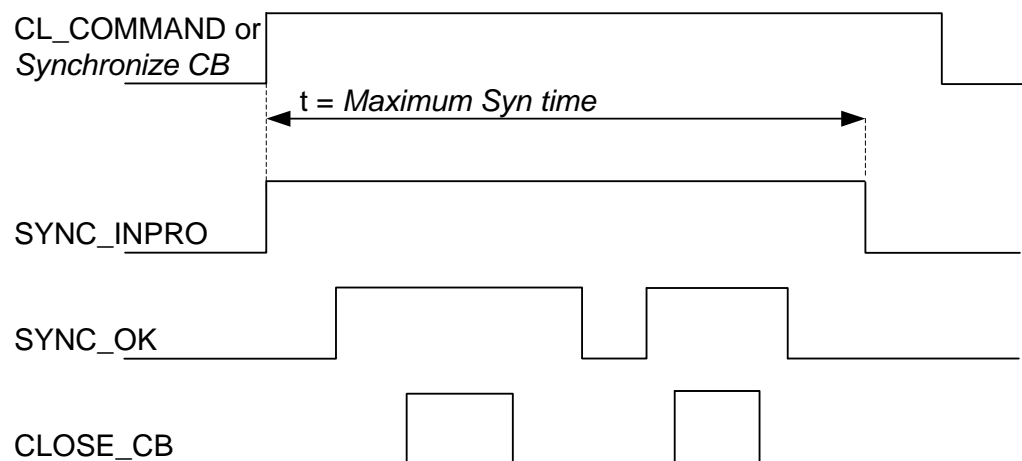 CL_COMMAND or
Synchronize CB
t = Maximum Syn time
SYNC_INPRO
SYNC_OK
CLOSE_CB